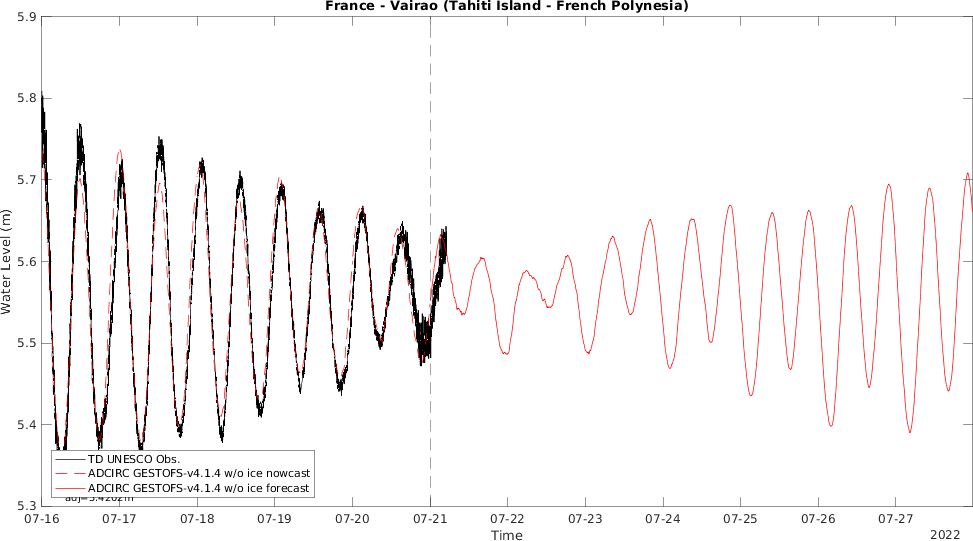 France - Vairao (Tahiti Island - French Polynesia)
5.9
5.8
5.7
5.6
5.5
5.4
5.3
Water Level (m)
TD UNESCO Obs.
ADCIRC GESTOFS-v4.1.4 w/o ice nowcast
ADCIRC GESTOFS-v4.1.4 w/o ice forecast
07-16 07-17 07-18 07-19 07-20 07-21 07-22 07-23 07-24 07-25 07-26 07-27
Time
2022